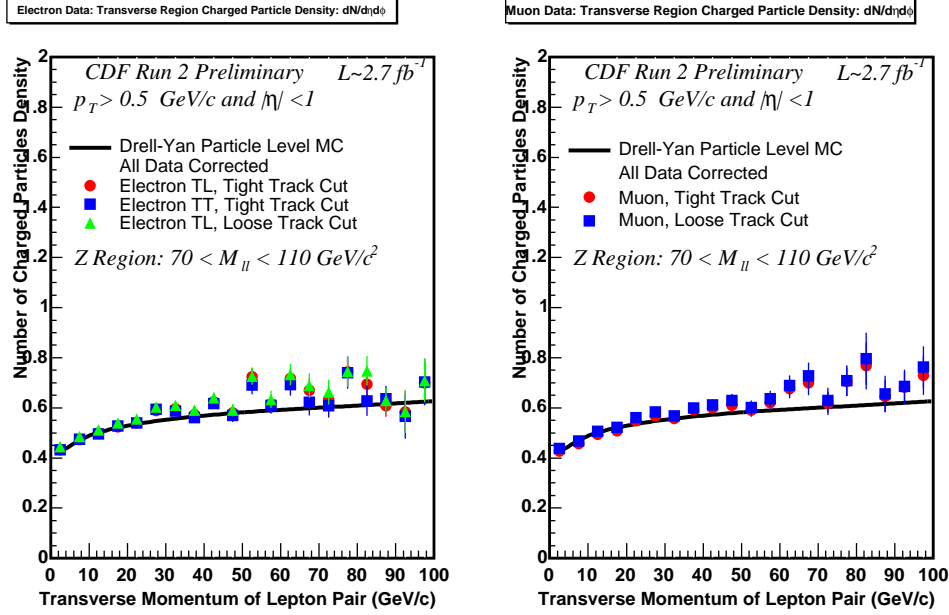 Electron Data: Transverse Region Charged Particle Density: dN/dηdϕ
Number of Charged Particles Density
2
1.8
1.6
1.4
1.2
1
0.8
0.6
0.4
0.2
0
CDF Run 2 Preliminary L~2.7 fb⁻¹
p_T > 0.5 GeV/c and |η| <1
Drell-Yan Particle Level MC
All Data Corrected
Electron TL, Tight Track Cut
Electron TT, Tight Track Cut
Electron TL, Loose Track Cut
Z Region: 70 < M_ll < 110 GeV/c²
0 10 20 30 40 50 60 70 80 90 100
Transverse Momentum of Lepton Pair (GeV/c)
Muon Data: Transverse Region Charged Particle Density: dN/dηdϕ
Number of Charged Particles Density
2
1.8
1.6
1.4
1.2
1
0.8
0.6
0.4
0.2
0
CDF Run 2 Preliminary L~2.7 fb⁻¹
p_T > 0.5 GeV/c and |η| <1
Drell-Yan Particle Level MC
All Data Corrected
Muon, Tight Track Cut
Muon, Loose Track Cut
Z Region: 70 < M_ll < 110 GeV/c²
0 10 20 30 40 50 60 70 80 90 100
Transverse Momentum of Lepton Pair (GeV/c)